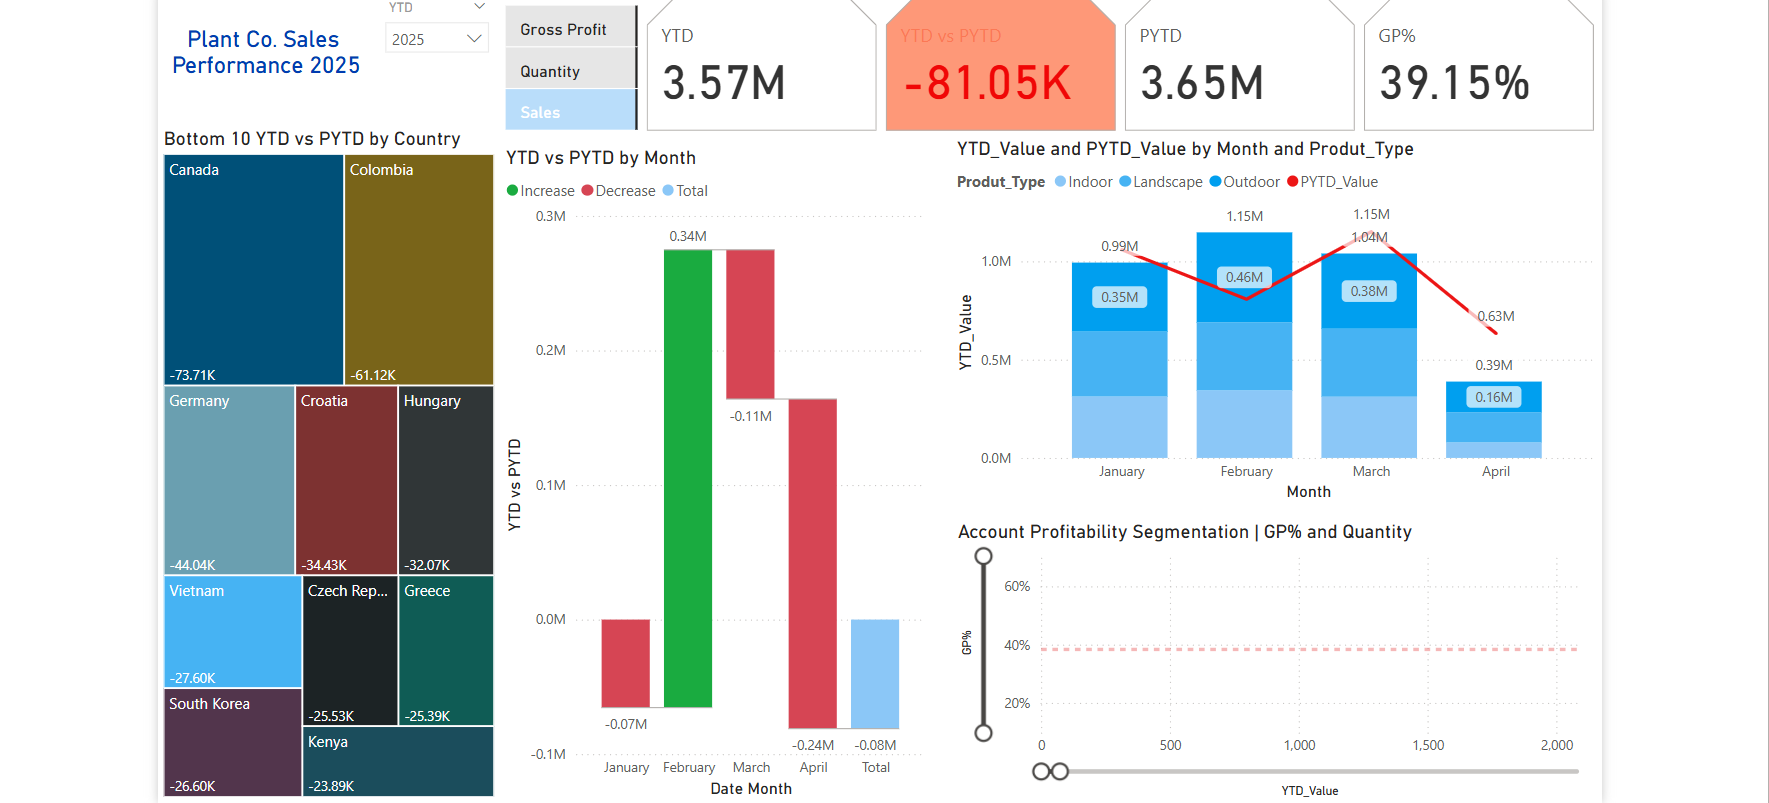 YTD
2025
Plant Co. Sales
Performance 2025
Gross Profit
Quantity
Sales
YTD
3.57M
YTD vs PYTD
-81.05K
PYTD
3.65M
GP%
39.15%
Bottom 10 YTD vs PYTD by Country
Canada
-73.71K
Colombia
-61.12K
Germany
-44.04K
Croatia
-34.43K
Hungary
-32.07K
Vietnam
-27.60K
Czech Rep...
-25.53K
Greece
-25.39K
South Korea
-26.60K
Kenya
-23.89K
YTD vs PYTD by Month
Increase Decrease Total
0.3M
0.2M
0.1M
0.0M
-0.1M
YTD vs PYTD
0.34M
-0.11M
-0.07M
-0.24M
-0.08M
January February March April Total
Date Month
YTD_Value and PYTD_Value by Month and Produt_Type
Produt_Type Indoor Landscape Outdoor PYTD_Value
1.0M
0.5M
0.0M
YTD_Value
0.99M
0.35M
1.15M
0.46M
1.15M
1.04M
0.38M
0.63M
0.39M
0.16M
January February March April
Month
Account Profitability Segmentation | GP% and Quantity
60%
40%
20%
GP%
0 500 1,000 1,500 2,000
YTD_Value